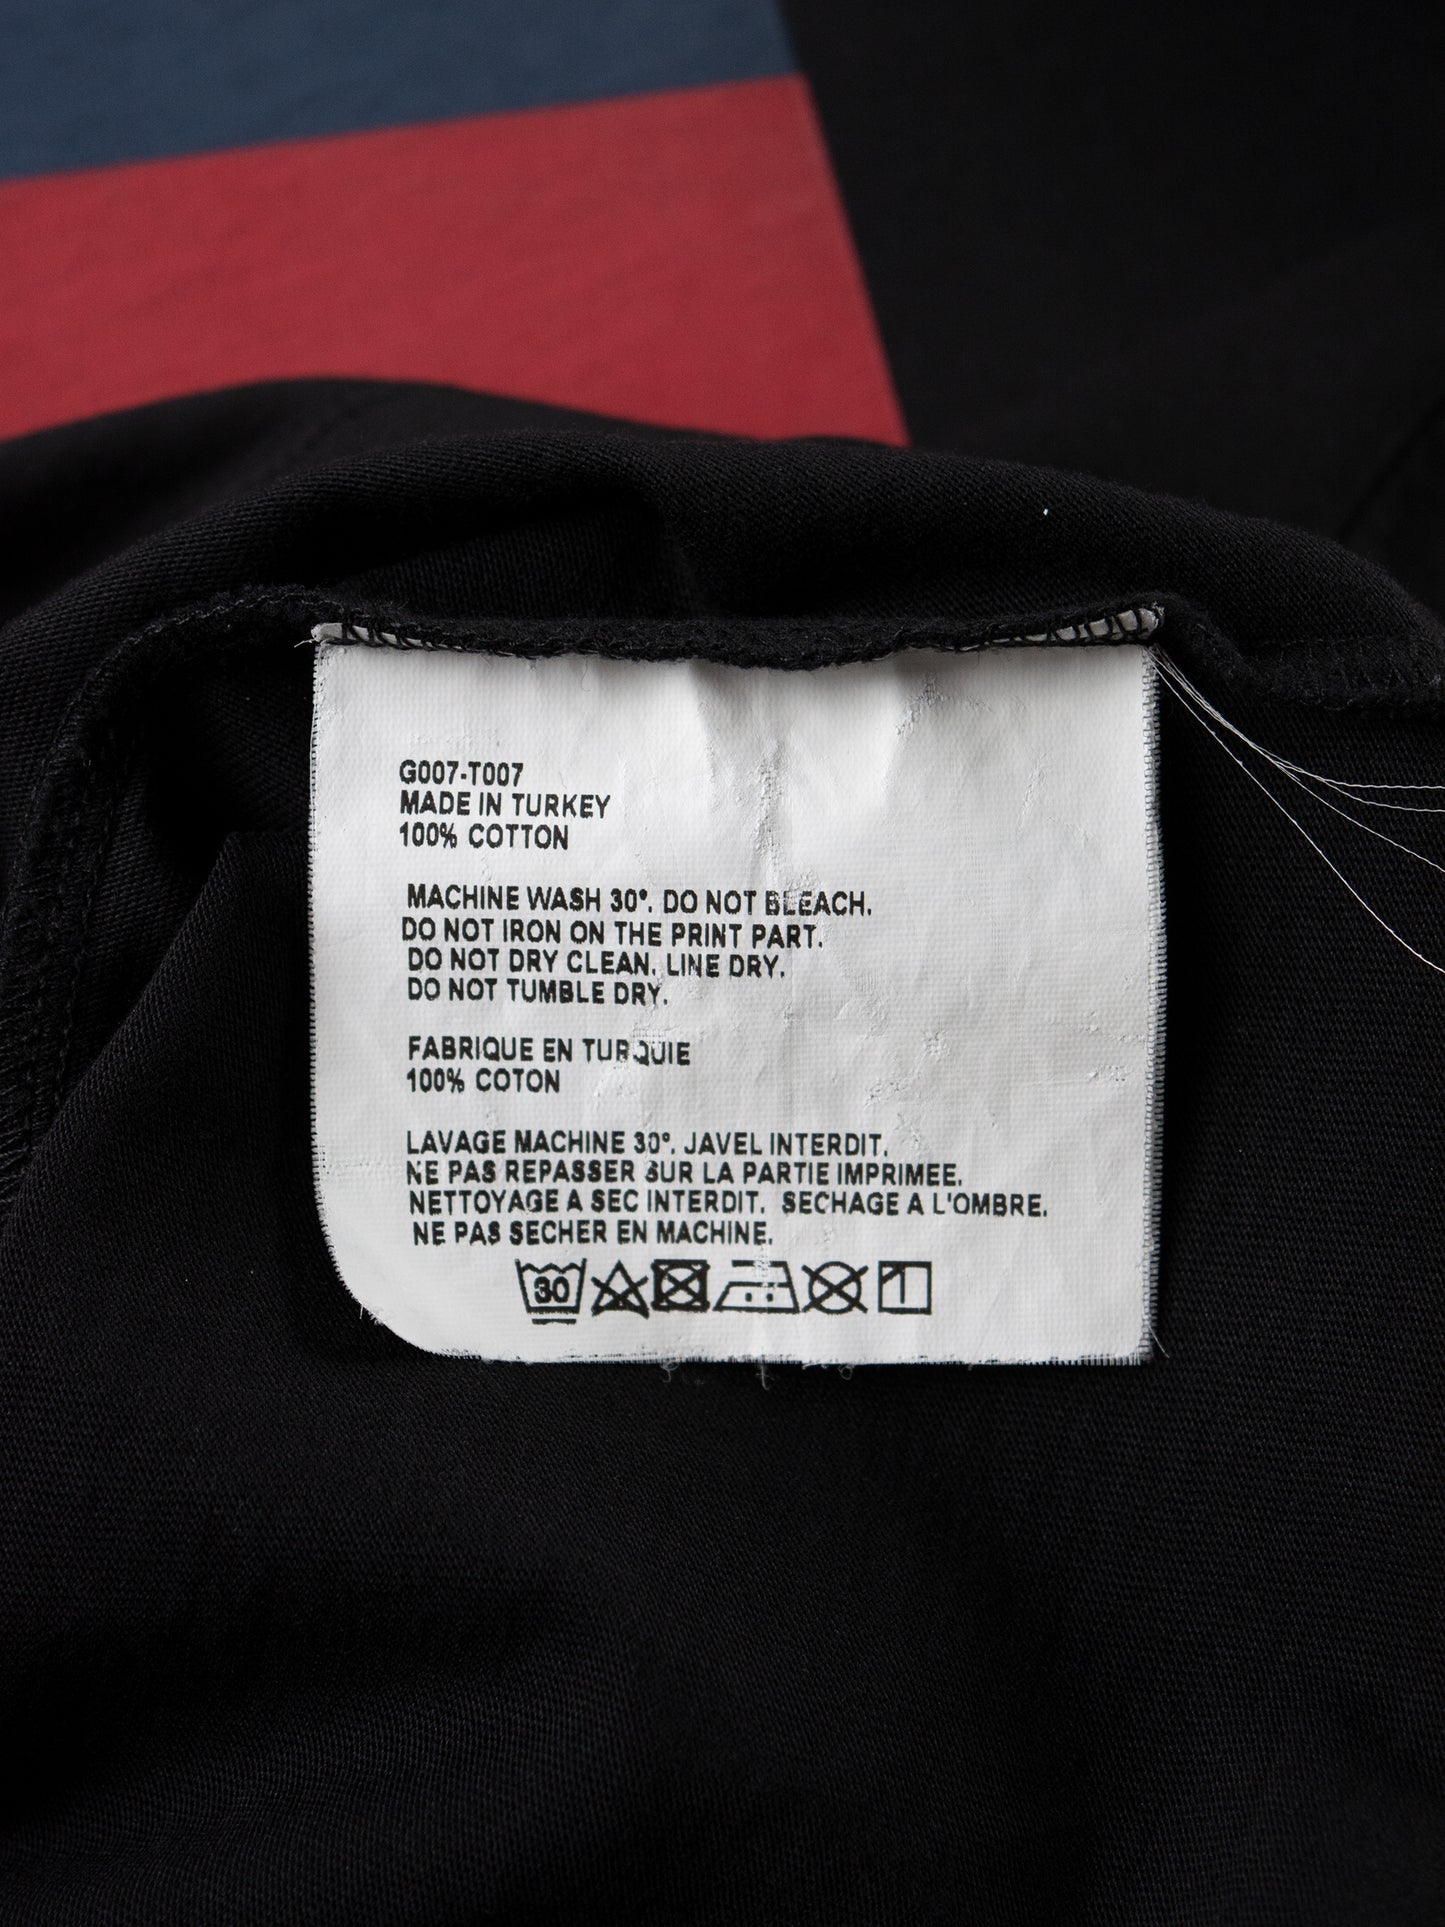 G007-T007
MADE IN TURKEY
100% COTTON
MACHINE WASH 30°. DO NOT BLEACH.
DO NOT IRON ON THE PRINT PART.
DO NOT DRY CLEAN. LINE DRY.
DO NOT TUMBLE DRY.
FABRIQUE EN TURQUIE
100% COTON
LAVAGE MACHINE 30°. JAVEL INTERDIT.
NE PAS REPASSER SUR LA PARTIE IMPRIMEE.
NETTOYAGE A SEC INTERDIT. SECHAGE A L'OMBRE.
NE PAS SECHER EN MACHINE.
30